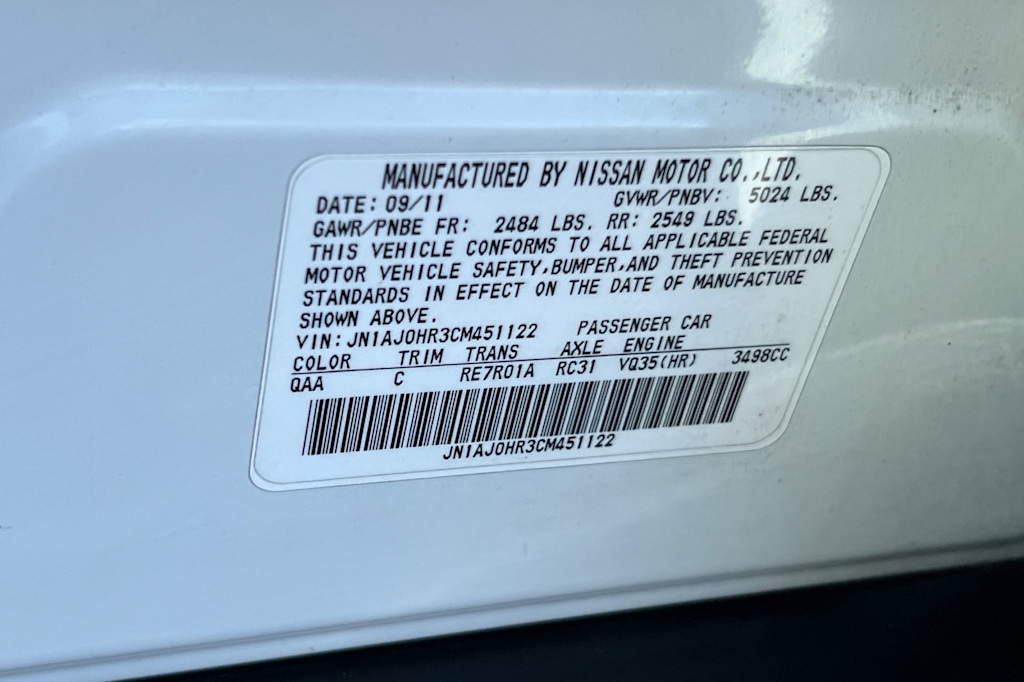 MANUFACTURED BY NISSAN MOTOR CO.,LTD.
DATE: 09/11 GVWR/PNBV: 5024 LBS.
GAWR/PNBE FR: 2484 LBS. RR: 2549 LBS.
THIS VEHICLE CONFORMS TO ALL APPLICABLE FEDERAL
MOTOR VEHICLE SAFETY,BUMPER,AND THEFT PREVENTION
STANDARDS IN EFFECT ON THE DATE OF MANUFACTURE
SHOWN ABOVE.
VIN: JN1AJ0HR3CM451122 PASSENGER CAR
COLOR TRIM TRANS AXLE ENGINE
QAA C RE7R01A RC31 VQ35(HR) 3498CC
JN1AJ0HR3CM451122